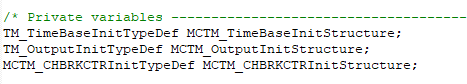 /* Private variables ---------------------------------
TM_TimeBaseInitTypeDef MCTM_TimeBaseInitStructure;
TM_OutputInitTypeDef MCTM_OutputInitStructure;
MCTM_CHBRKCTRInitTypeDef MCTM_CHBRKCTRInitStructure;